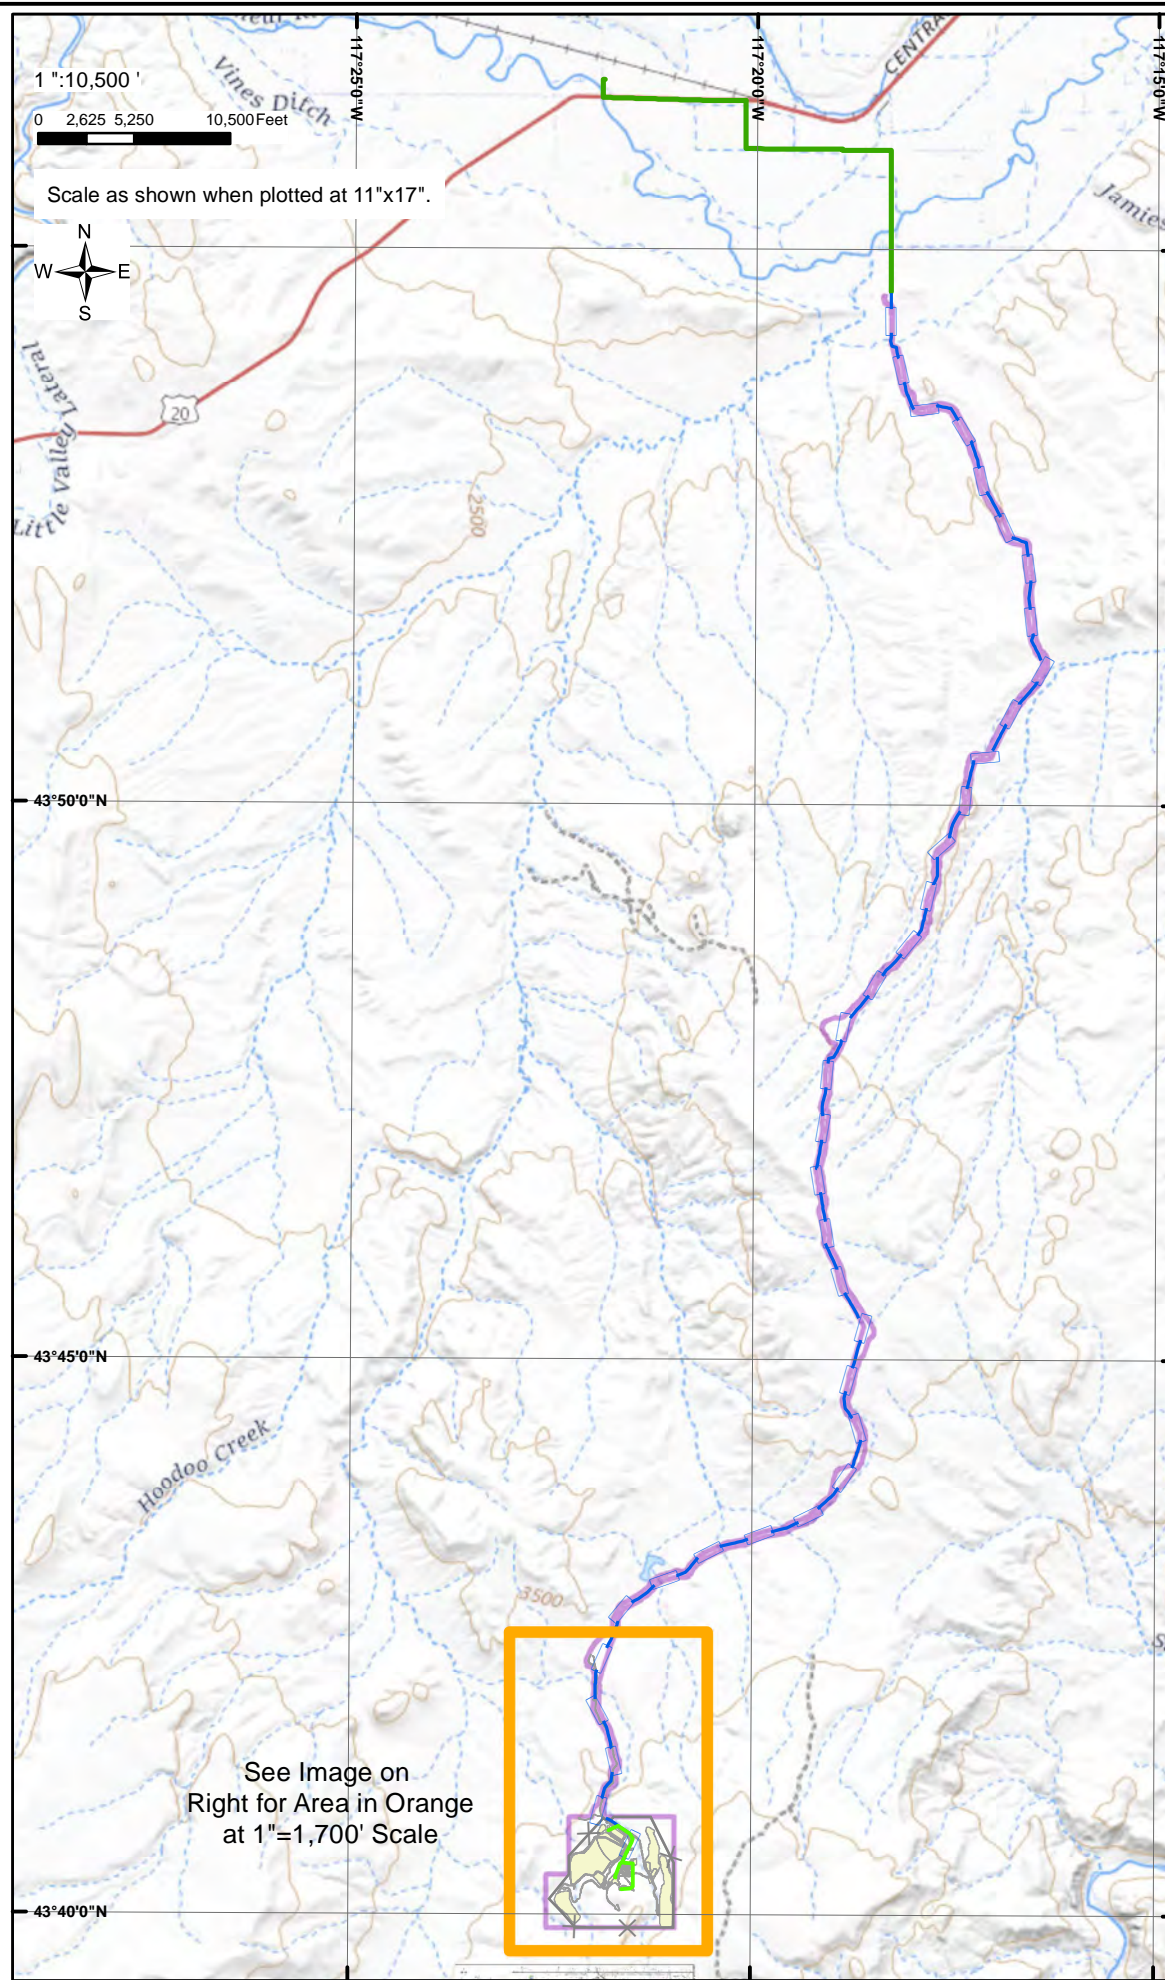 117°25'0"W
117°20'0"W
117°15'0"W
CENTRA
1 ":10,500 '
Vines Ditch
0 2,625 5,250 10,500 Feet
Scale as shown when plotted at 11"x17".
Jamies
N
W E
S
Little Valley Lateral
20
2500
43°50'0"N
43°45'0"N
Hoodoo Creek
3500
See Image on
Right for Area in Orange
at 1"=1,700' Scale
43°40'0"N